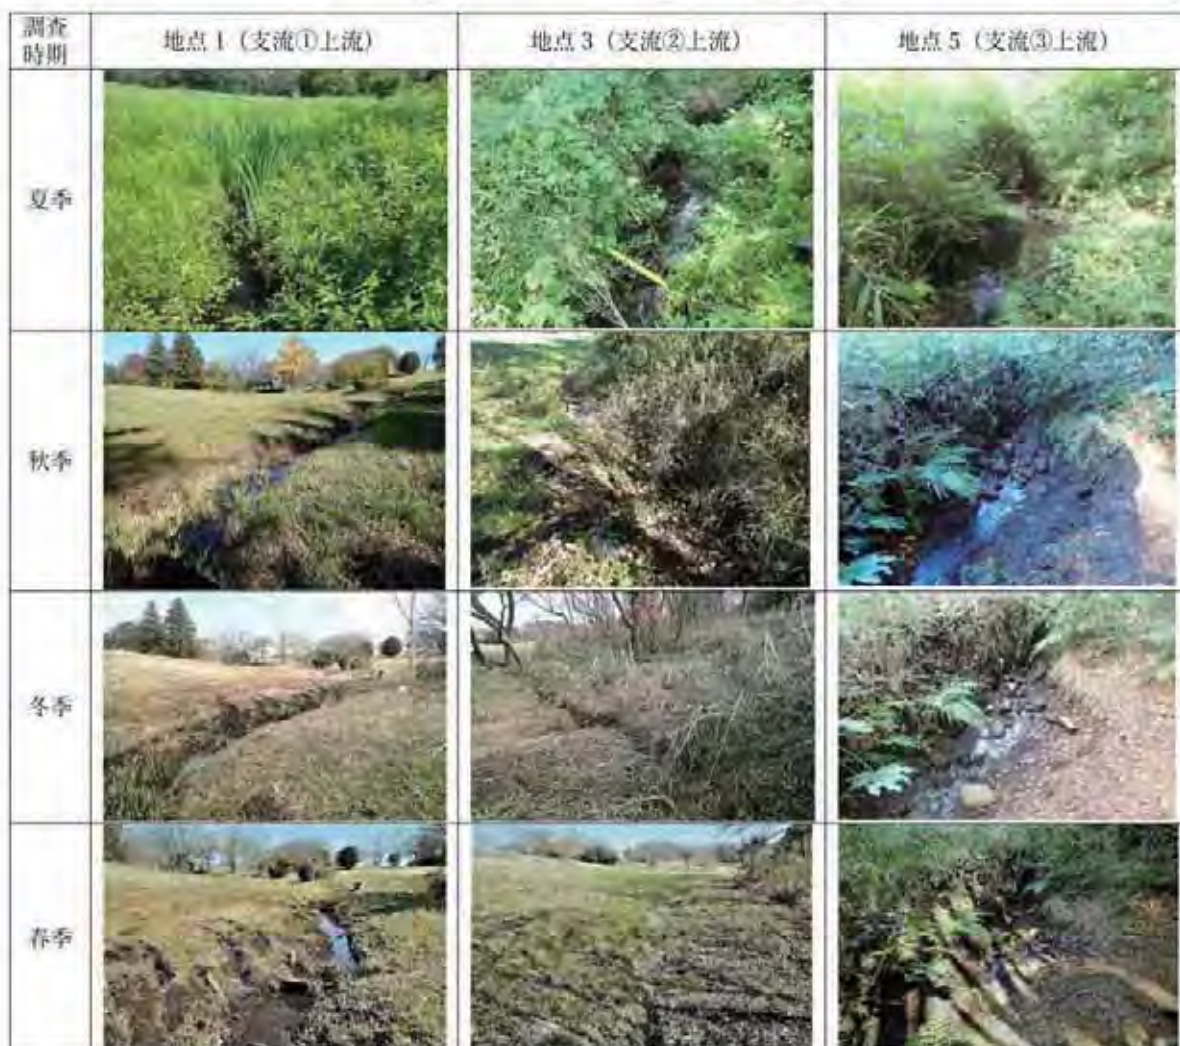 調査
時期
地点 1（支流①上流）
地点 3（支流②上流）
地点 5（支流③上流）
夏季
秋季
冬季
春季